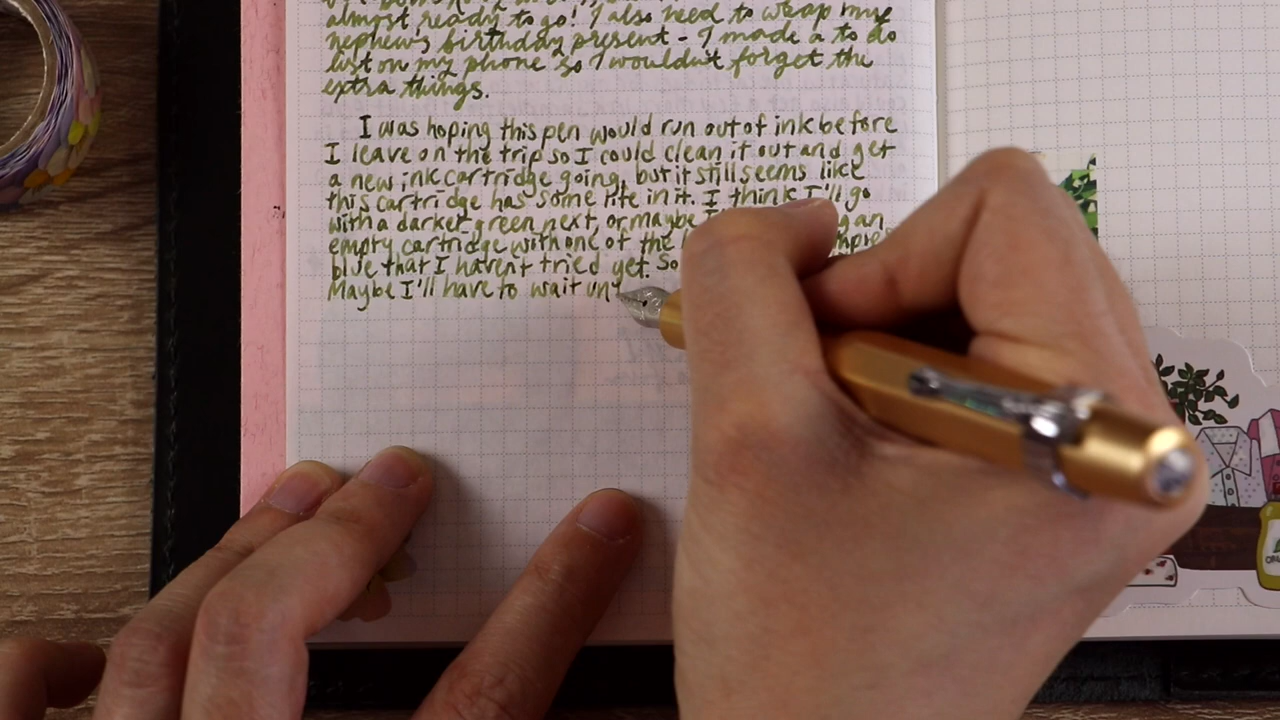 almost ready to go! I also need to wrap my
nephew's birthday present - I made a to do
list on my phone so I wouldn't forget the
extra things.
I was hoping this pen would run out of ink before
I leave on the trip so I could clean it out and get
a new ink cartridge going, but it still seems like
this cartridge has some life in it. I think I'll go
with a darker green next, or maybe
empty cartridge with one of the
blue that I haven't tried yet. So
Maybe I'll have to wait unt